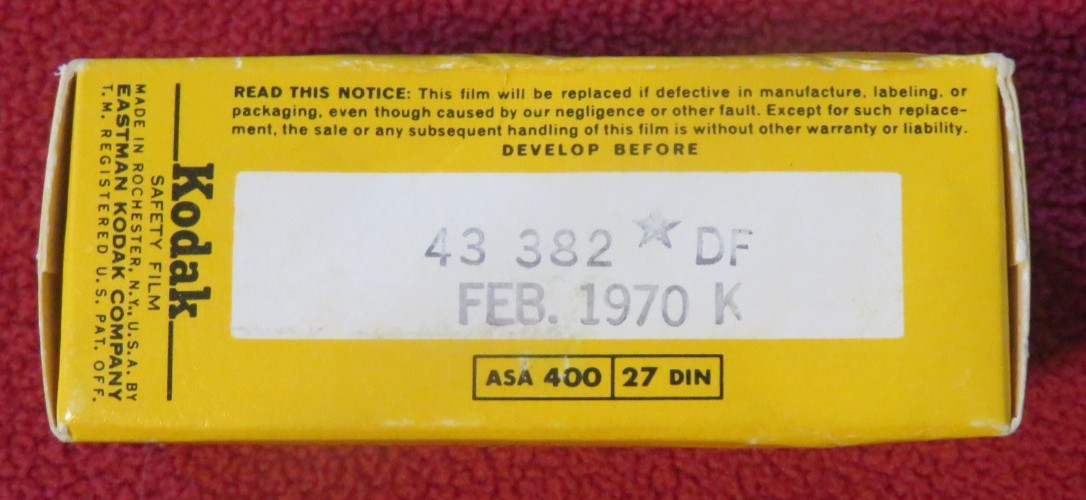 READ THIS NOTICE: This film will be replaced if defective in manufacture, labeling, or
packaging, even though caused by our negligence or other fault. Except for such replace-
ment, the sale or any subsequent handling of this film is without other warranty or liability.
DEVELOP BEFORE
43 382 ★ DF
FEB. 1970 K
ASA 400 27 DIN
Kodak
SAFETY FILM
MADE IN ROCHESTER, N.Y., U.S.A. BY
EASTMAN KODAK COMPANY
T.M. REGISTERED U.S. PAT. OFF.